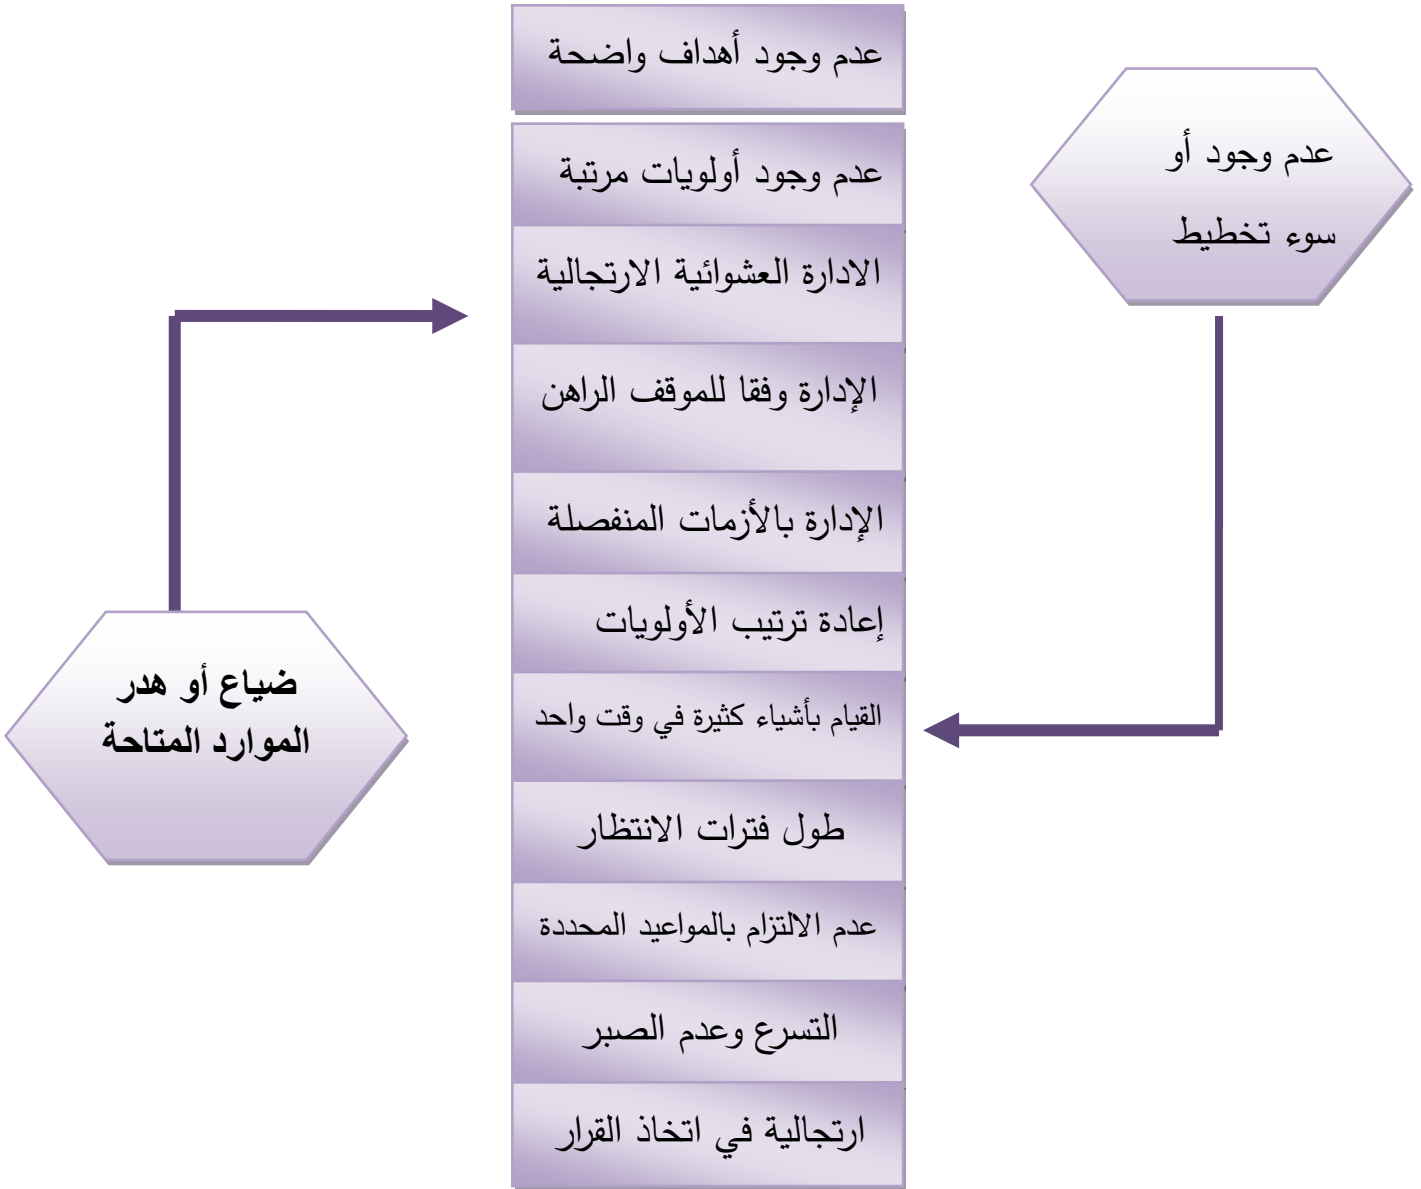 عدم وجود أو
سوء تخطيط
عدم وجود أهداف واضحة
عدم وجود أولويات مرتبة
الادارة العشوائية الارتجالية
الإدارة وفقا للموقف الراهن
الإدارة بالأزمات المنفصلة
إعادة ترتيب الأولويات
القيام بأشياء كثيرة في وقت واحد
طول فترات الانتظار
عدم الالتزام بالمواعيد المحددة
التسرع وعدم الصبر
ارتجالية في اتخاذ القرار
ضياع أو هدر
الموارد المتاحة